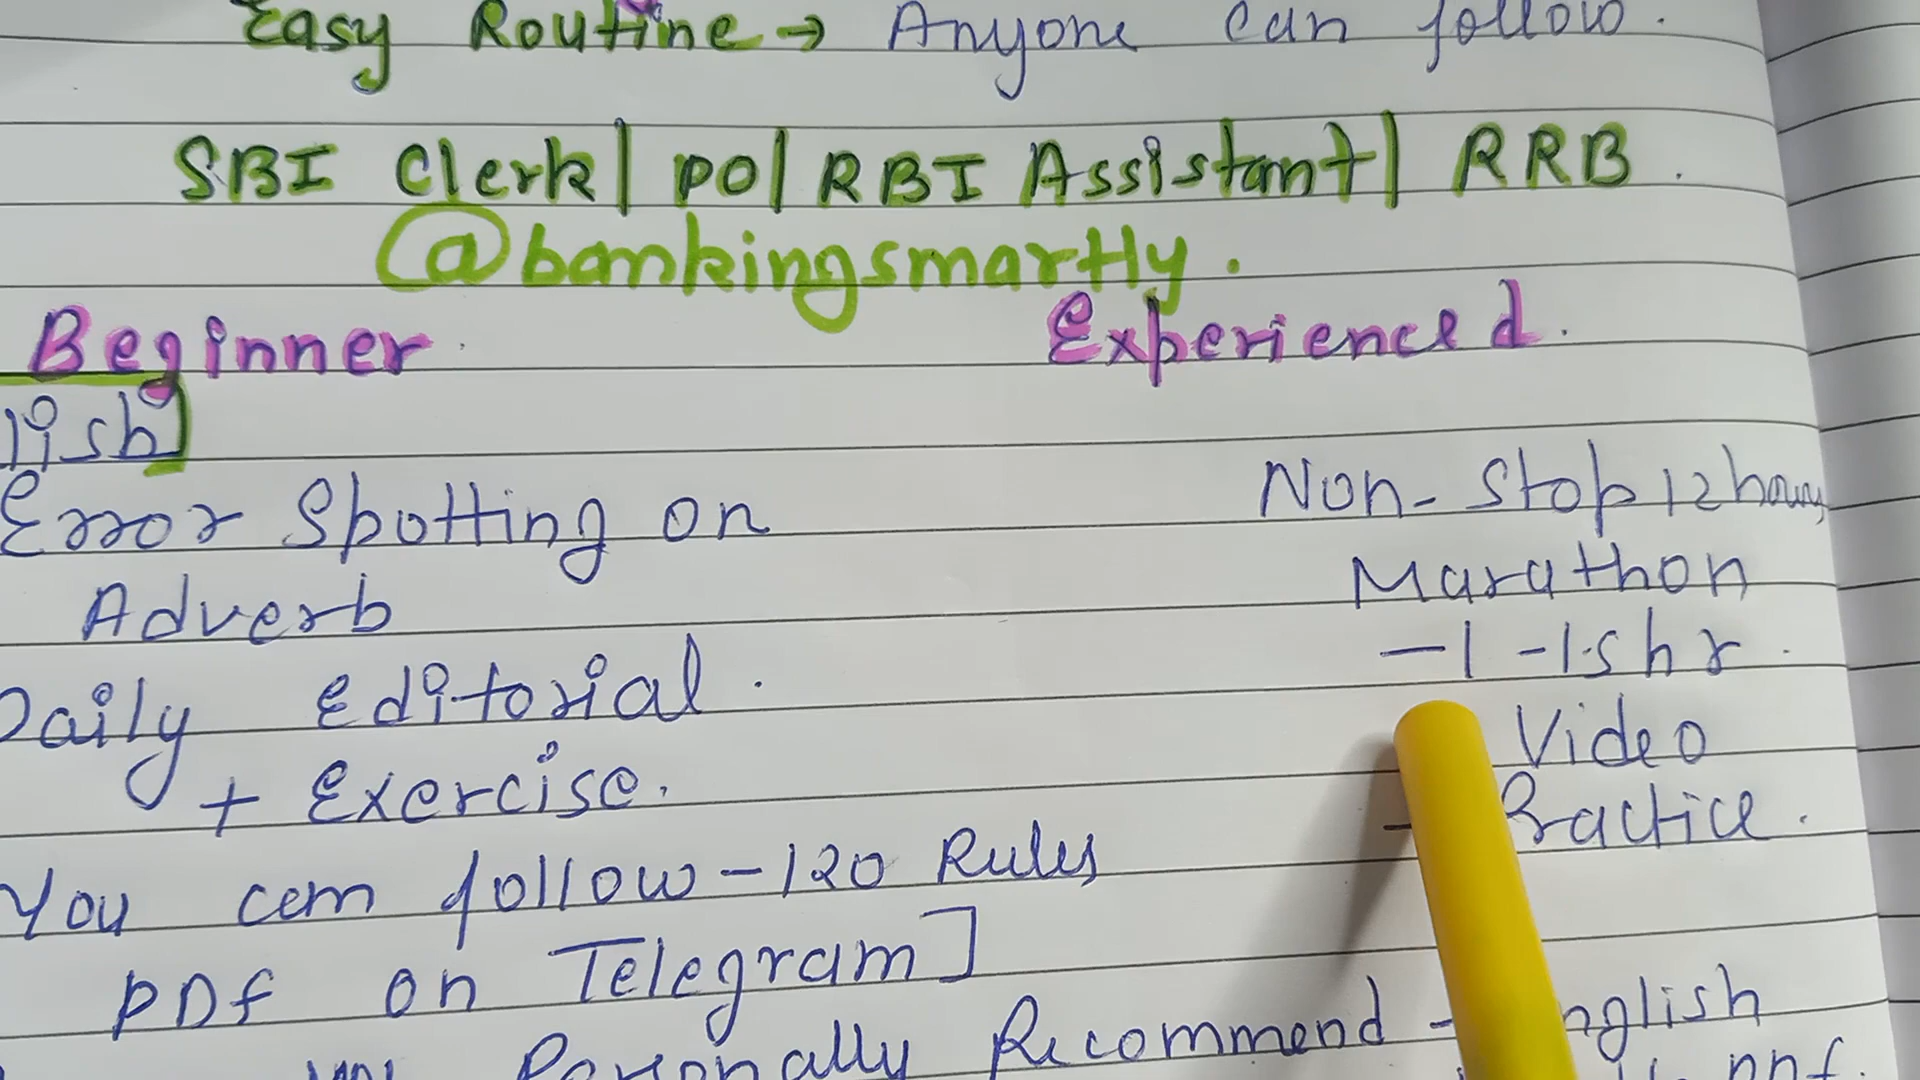 Easy Routine → Anyone can follow.
SBI Clerk| PO| RBI Assistant| RRB.
@bankingsmartly.
Beginner
Experienced.
lish]
Error Spotting on
Adverb
Daily Editorial.
+ Exercise.
You can follow - 120 Rules
PDF on Telegram]
Non-Stop 12 hours
Marathon
- 1 - 1.5 hr.
Video
- Practice.
Personally Recommend - English
PDF.